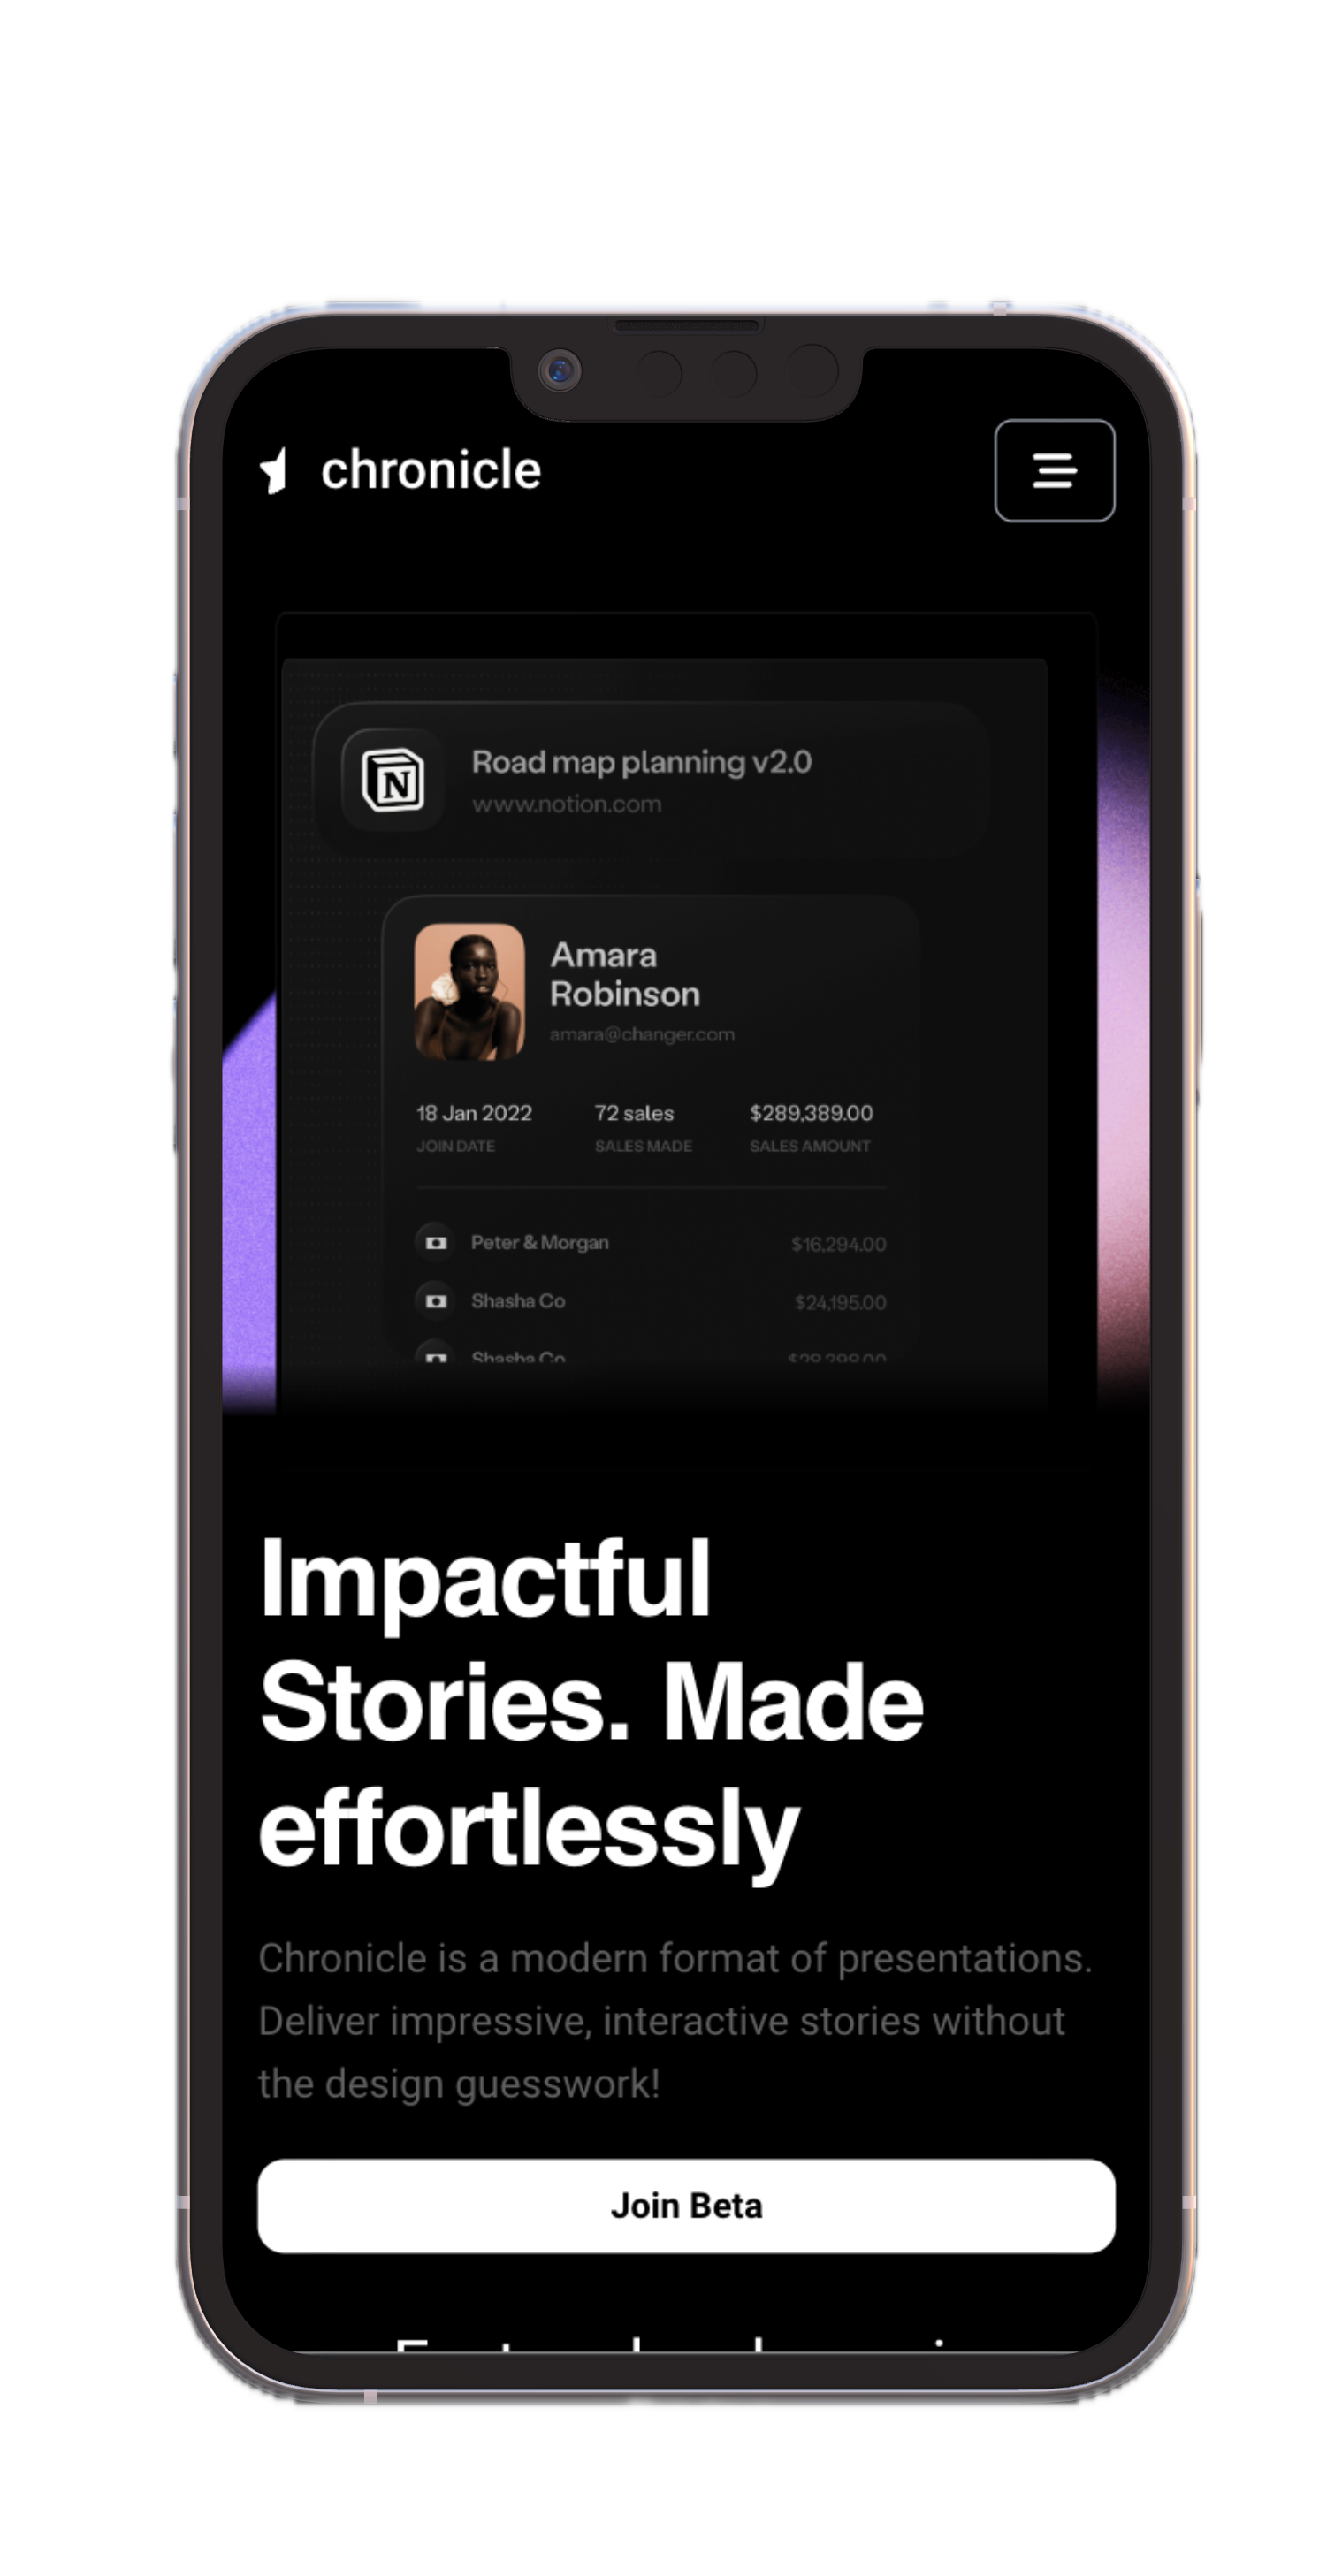 chronicle
Road map planning v2.0
www.notion.com
Amara
Robinson
amara@changer.com
18 Jan 2022 72 sales $289,389.00
JOIN DATE SALES MADE SALES AMOUNT
Peter & Morgan $16,294.00
Shasha Co $24,195.00
Shasha Co $28,298.00
Impactful
Stories. Made
effortlessly
Chronicle is a modern format of presentations.
Deliver impressive, interactive stories without
the design guesswork!
Join Beta